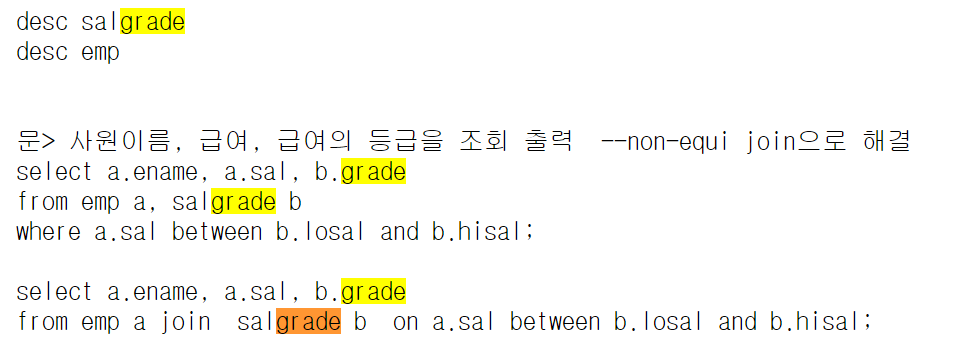 desc salgrade
desc emp
문> 사원이름, 급여, 급여의 등급을 조회 출력  --non-equi join으로 해결
select a.ename, a.sal, b.grade
from emp a, salgrade b
where a.sal between b.losal and b.hisal;
select a.ename, a.sal, b.grade
from emp a join  salgrade b  on a.sal between b.losal and b.hisal;